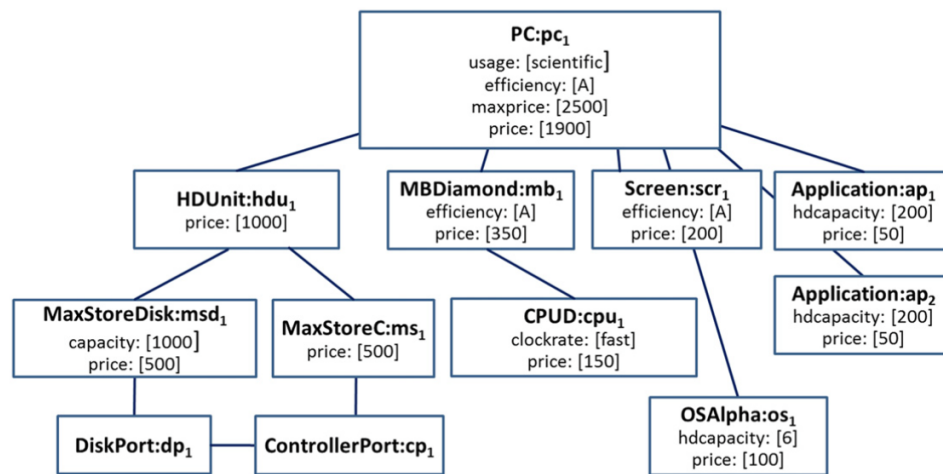 PC:pc₁
usage: [scientific]
efficiency: [A]
maxprice: [2500]
price: [1900]
HDUnit:hdu₁
price: [1000]
MBDiamond:mb₁
efficiency: [A]
price: [350]
Screen:scr₁
efficiency: [A]
price: [200]
Application:ap₁
hdcapacity: [200]
price: [50]
Application:ap₂
hdcapacity: [200]
price: [50]
MaxStoreDisk:msd₁
capacity: [1000]
price: [500]
MaxStoreC:ms₁
price: [500]
CPUD:cpu₁
clockrate: [fast]
price: [150]
DiskPort:dp₁
ControllerPort:cp₁
OSAlpha:os₁
hdcapacity: [6]
price: [100]